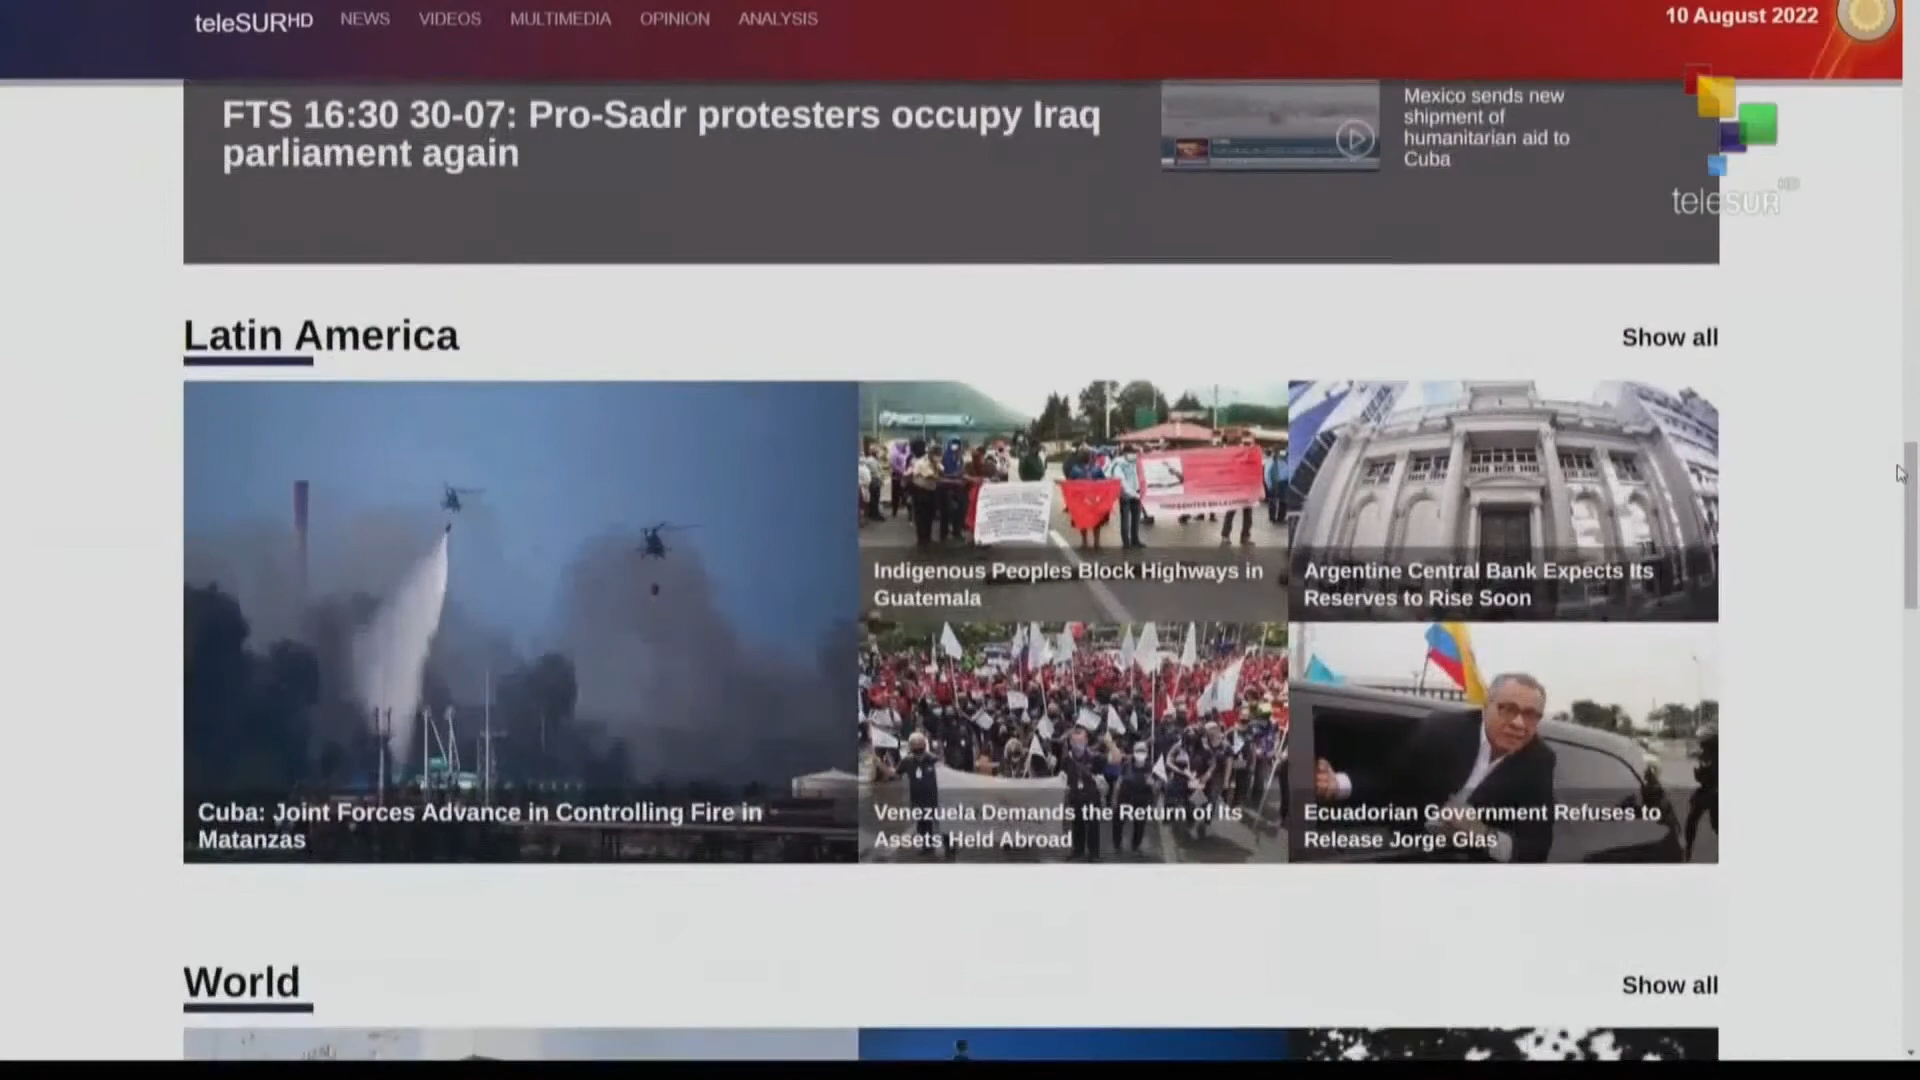 teleSURHD NEWS VIDEOS MULTIMEDIA OPINION ANALYSIS
10 August 2022
FTS 16:30 30-07: Pro-Sadr protesters occupy Iraq
parliament again
Mexico sends new
shipment of
humanitarian aid to
Cuba
teleSUR HD
Latin America
Show all
Indigenous Peoples Block Highways in
Guatemala
Argentine Central Bank Expects Its
Reserves to Rise Soon
Cuba: Joint Forces Advance in Controlling Fire in
Matanzas
Venezuela Demands the Return of Its
Assets Held Abroad
Ecuadorian Government Refuses to
Release Jorge Glas
World
Show all